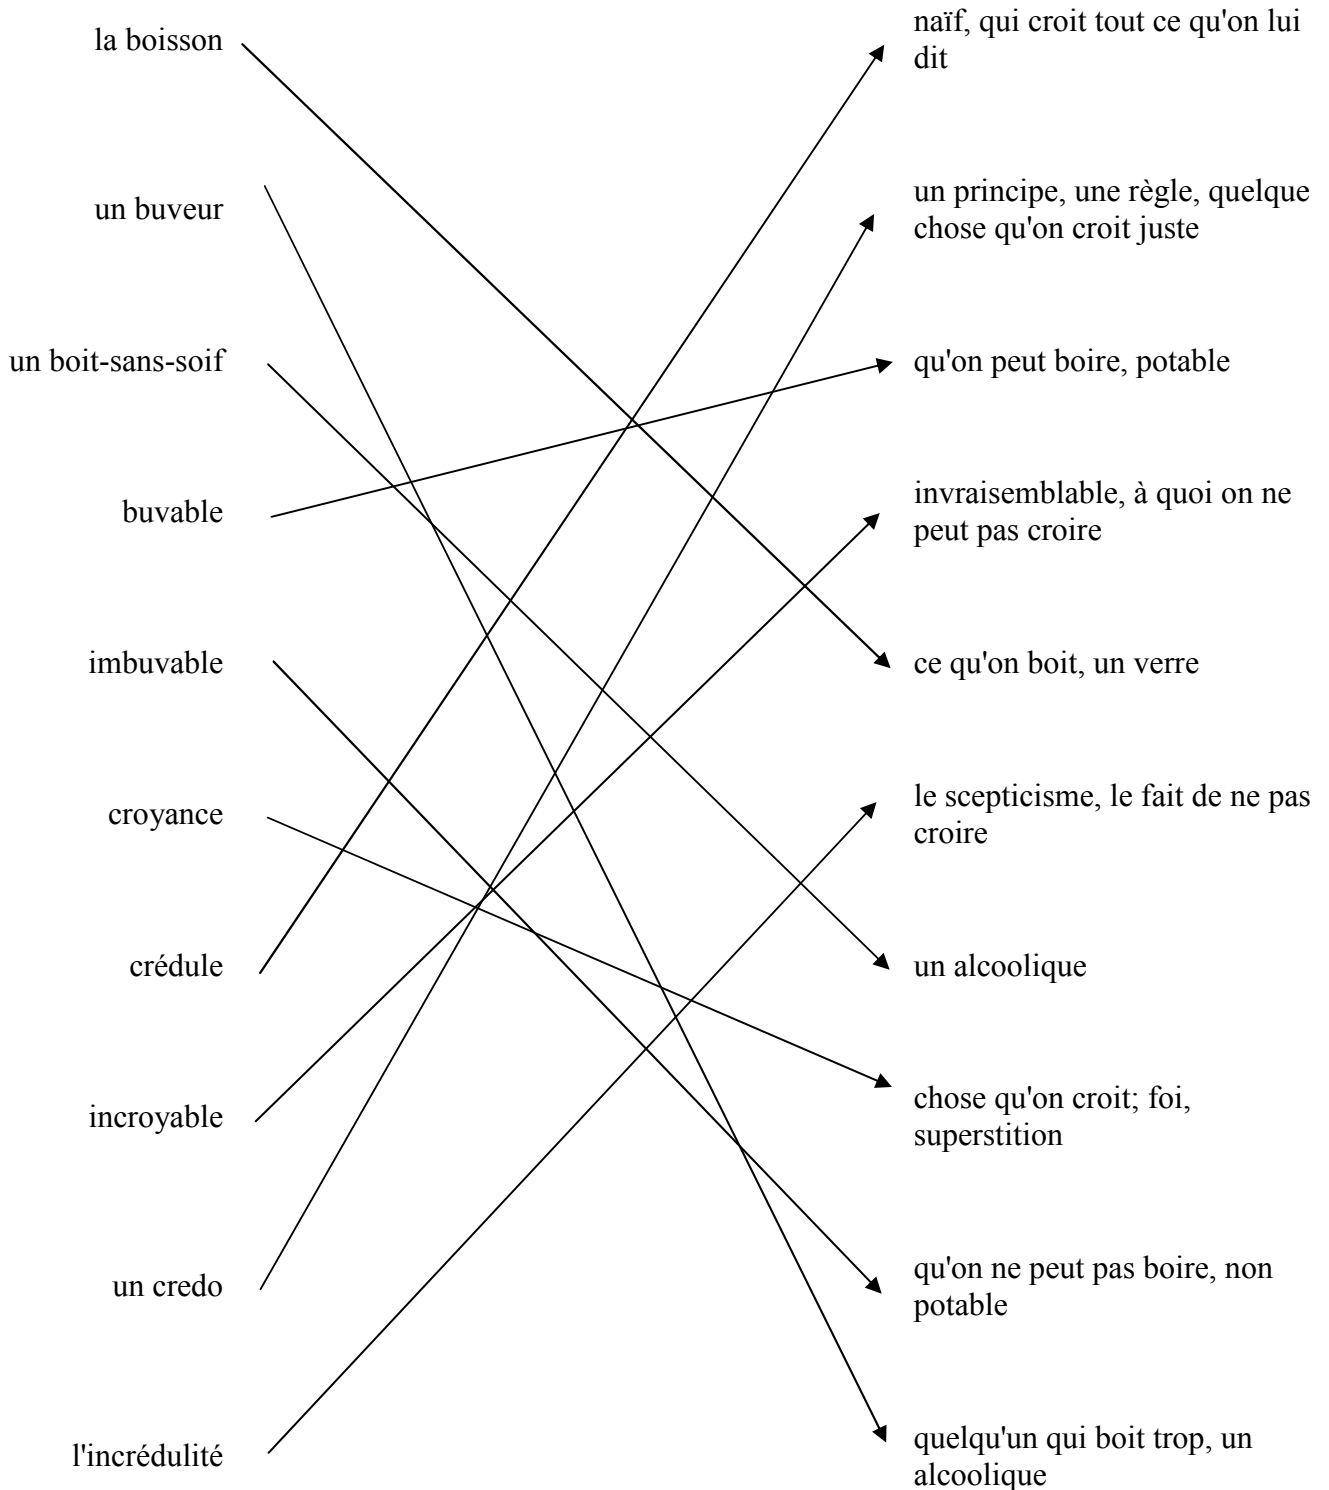 la boisson
naïf, qui croit tout ce qu'on lui
dit
un buveur
un principe, une règle, quelque
chose qu'on croit juste
un boit-sans-soif
qu'on peut boire, potable
buvable
invraisemblable, à quoi on ne
peut pas croire
imbuvable
ce qu'on boit, un verre
croyance
le scepticisme, le fait de ne pas
croire
crédule
un alcoolique
incroyable
chose qu'on croit; foi,
superstition
un credo
qu'on ne peut pas boire, non
potable
l'incrédulité
quelqu'un qui boit trop, un
alcoolique